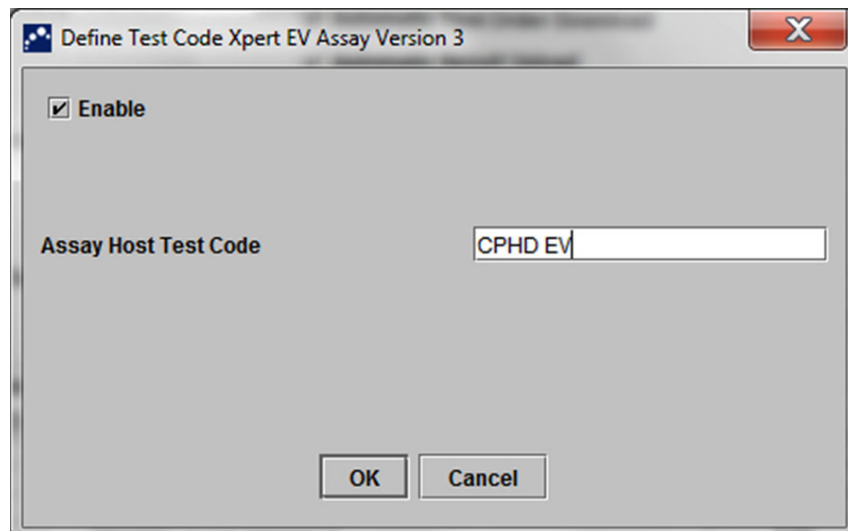 Define Test Code Xpert EV Assay Version 3
Enable
Assay Host Test Code CPHD EV
OK Cancel